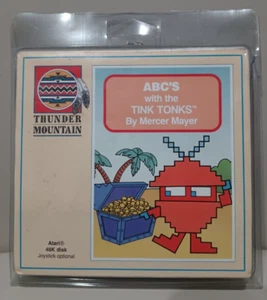 THUNDER
MOUNTAIN
ABC'S
with the
TINK TONKS™
By Mercer Mayer
Atari®
48K disk
Joystick optional